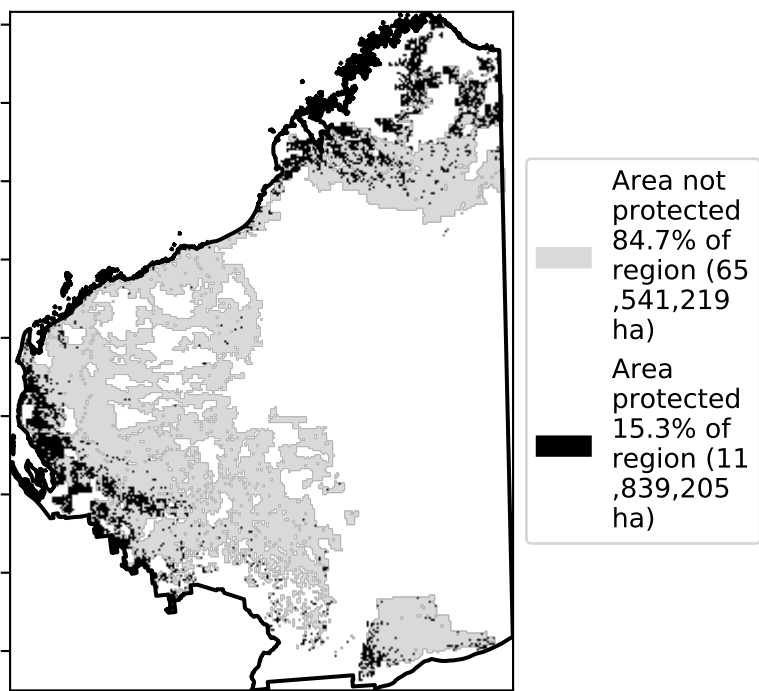 Area not
protected
84.7% of
region (65
,541,219
ha)
Area
protected
15.3% of
region (11
,839,205
ha)